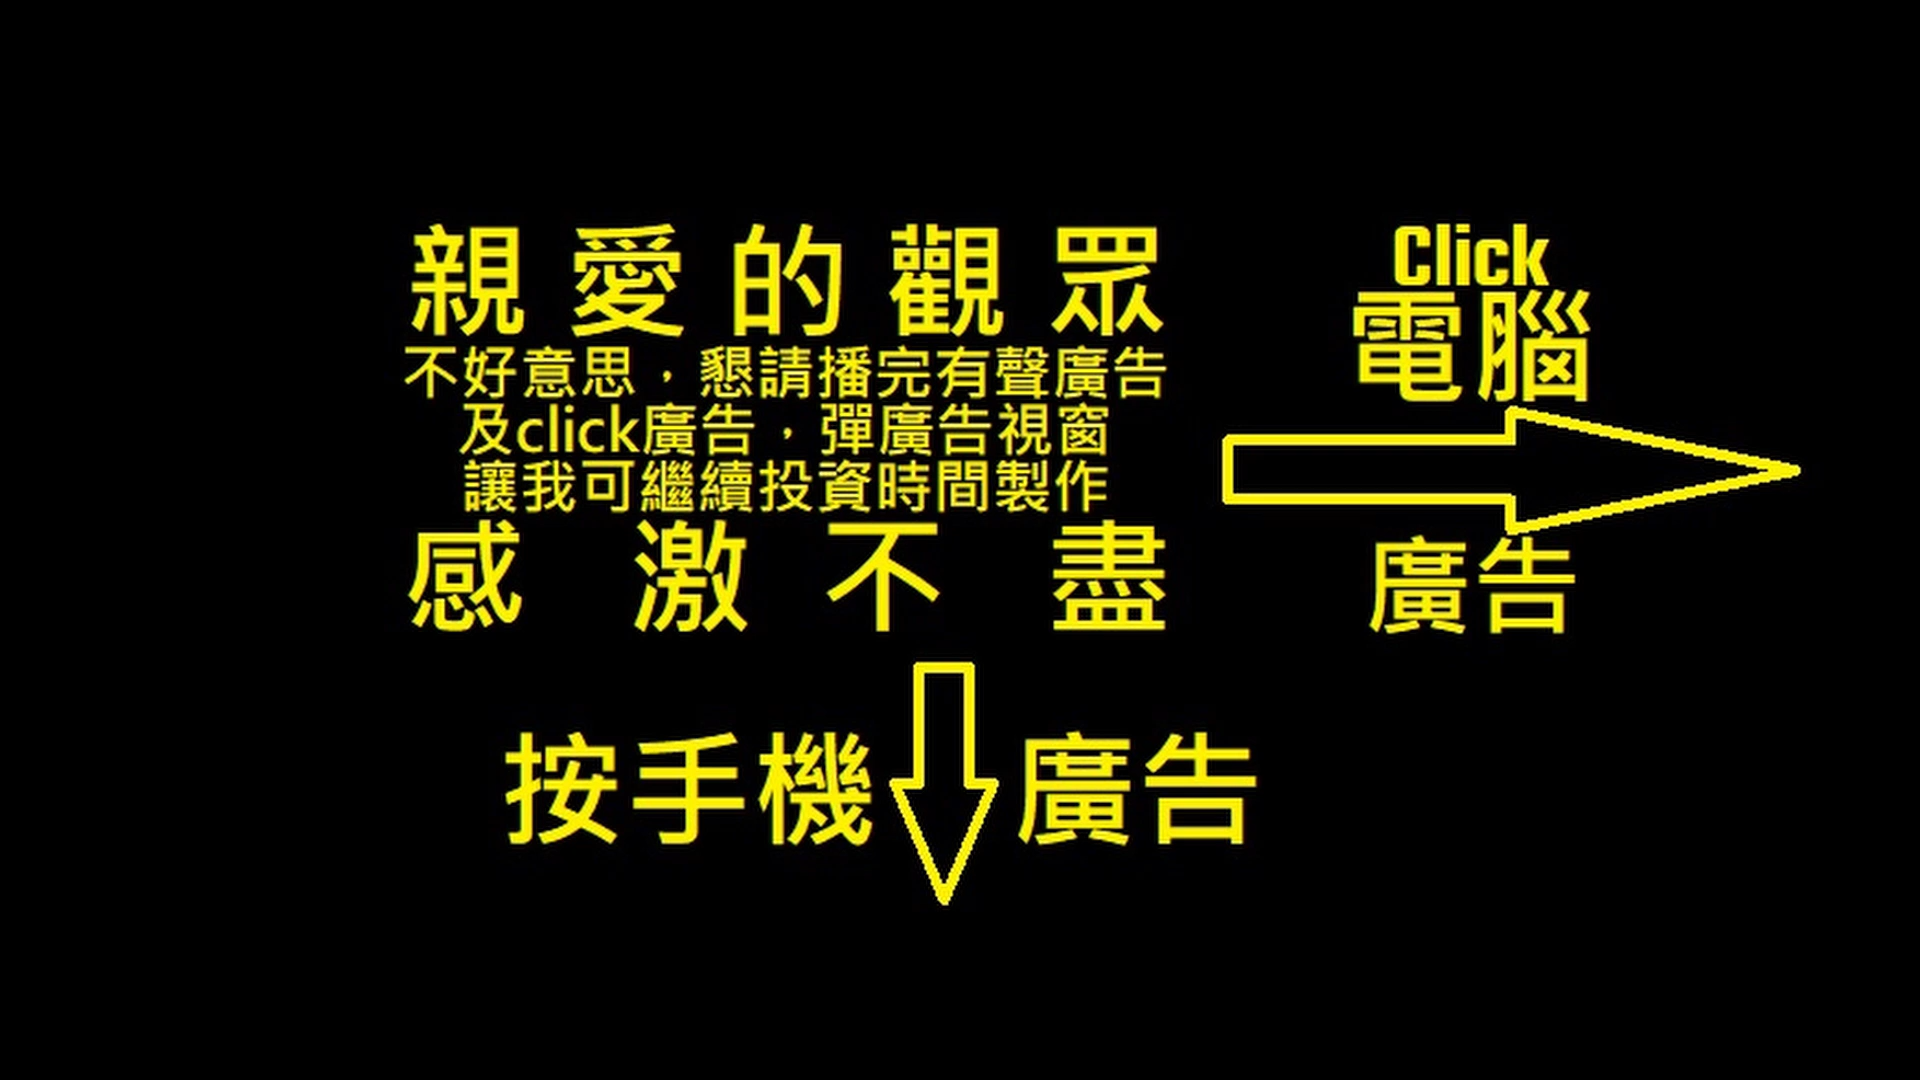 親愛的觀眾
不好意思，懇請播完有聲廣告
及click廣告，彈廣告視窗
讓我可繼續投資時間製作
感激不盡
Click
電腦
廣告
按手機廣告